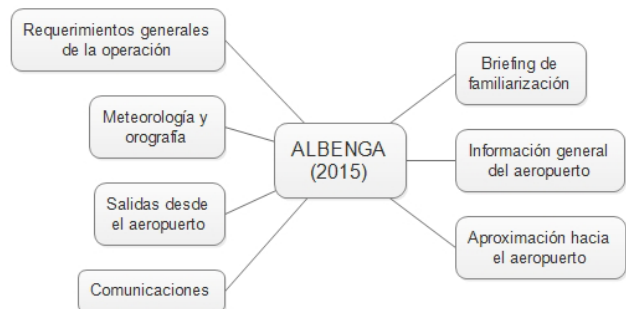 Requerimientos generales
de la operación
Meteorología y
orografía
Salidas desde
el aeropuerto
Comunicaciones
ALBENGA
(2015)
Briefing de
familiarización
Información general
del aeropuerto
Aproximación hacia
el aeropuerto